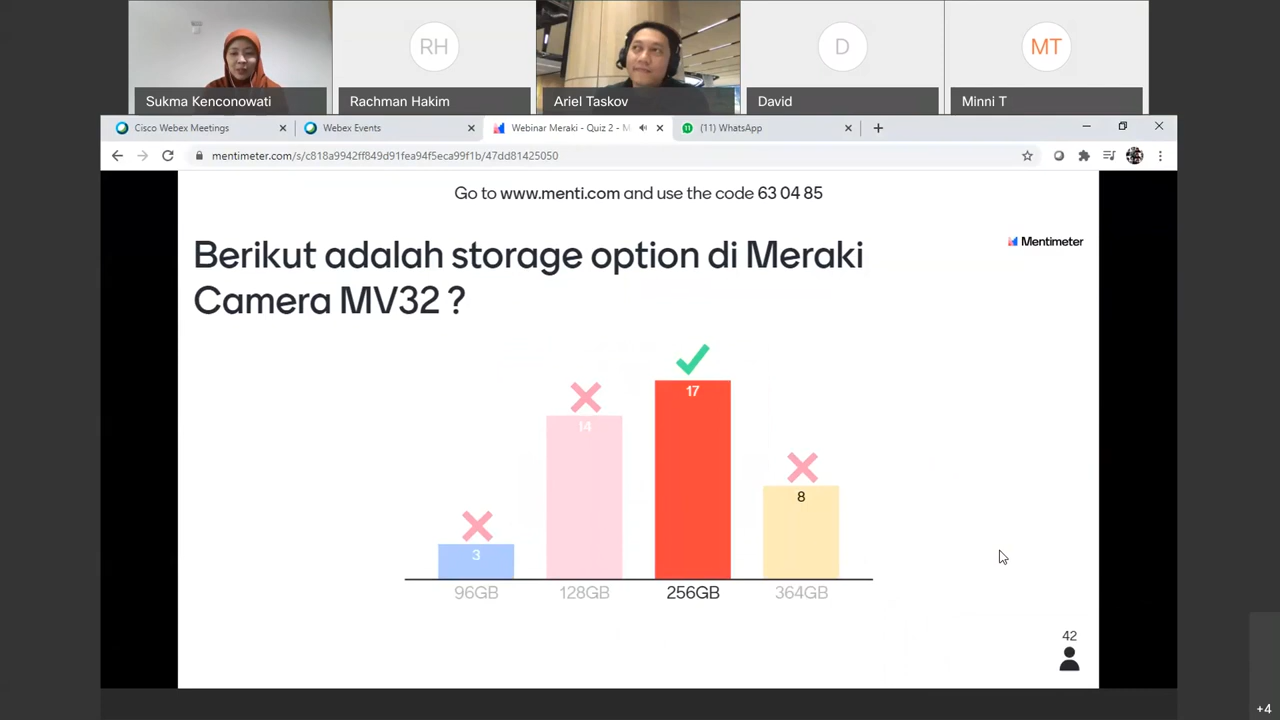 RH
D
MT
Sukma Kenconowati
Rachman Hakim
Ariel Taskov
David
Minni T
Cisco Webex Meetings
Webex Events
Webinar Meraki - Quiz 2 - M
(11) WhatsApp
mentimeter.com/s/c818a9942ff849d91fea94f5eca99f1b/47dd81425050
Go to www.menti.com and use the code 63 04 85
Mentimeter
Berikut adalah storage option di Meraki
Camera MV32 ?
3
14
17
8
96GB
128GB
256GB
364GB
42
+4